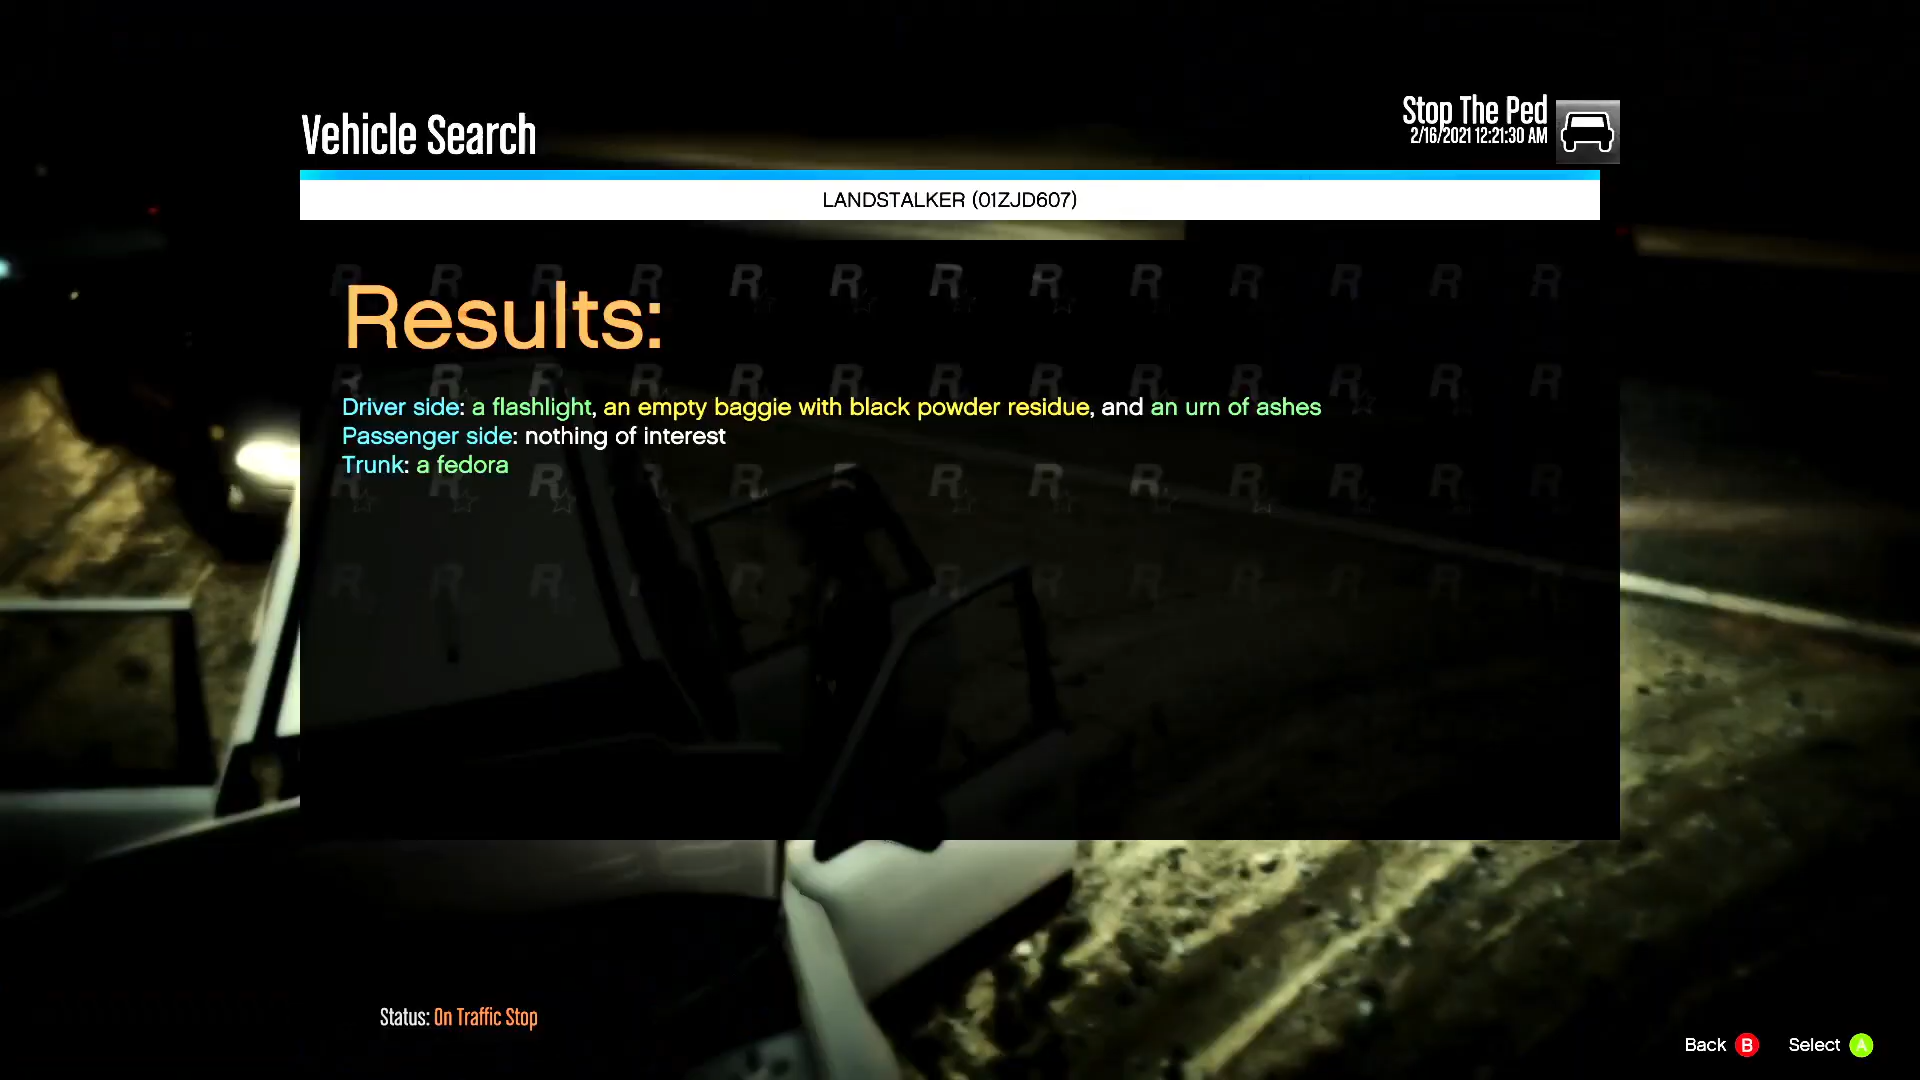 Vehicle Search
Stop The Ped
2/16/2021 12:21:30 AM
LANDSTALKER (01ZJD607)
Results:
Driver side: a flashlight, an empty baggie with black powder residue, and an urn of ashes
Passenger side: nothing of interest
Trunk: a fedora
Status: On Traffic Stop
Back B Select A